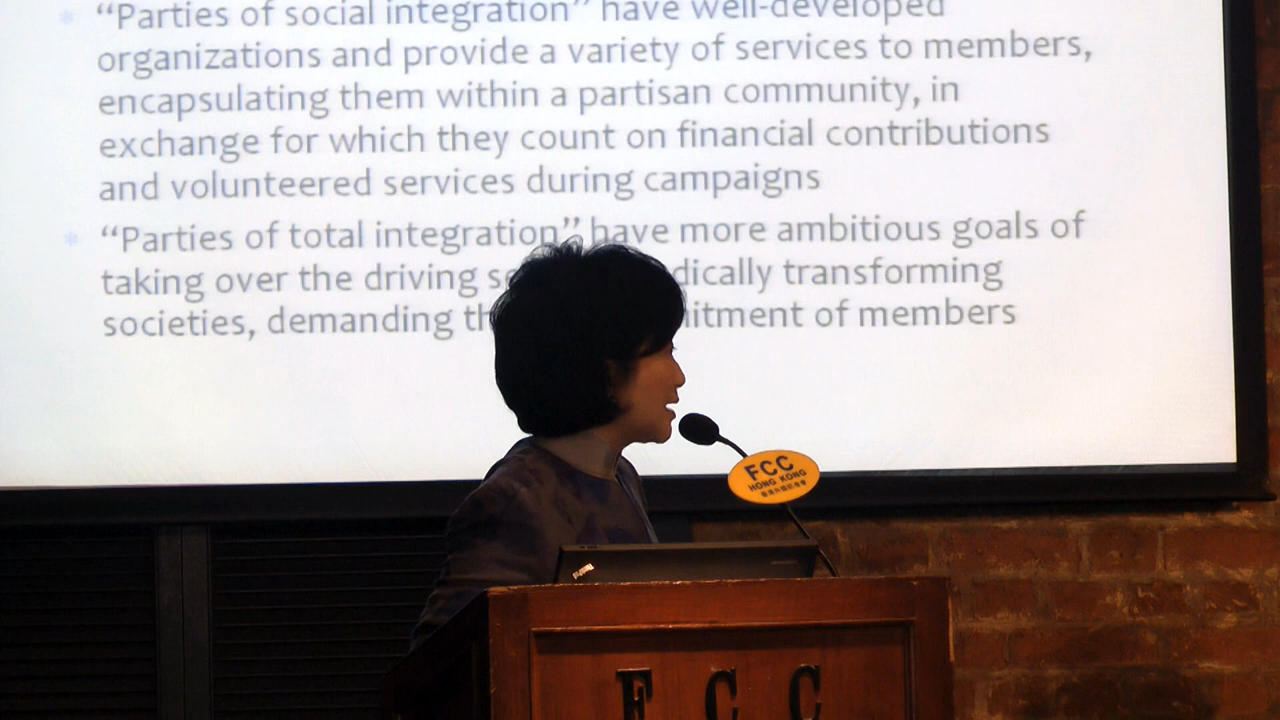 “Parties of social integration” have well-developed
organizations and provide a variety of services to members,
encapsulating them within a partisan community, in
exchange for which they count on financial contributions
and volunteered services during campaigns
“Parties of total integration” have more ambitious goals of
taking over the driving dically transforming
societies, demanding itment of members
FCC
HONG KONG
FCC